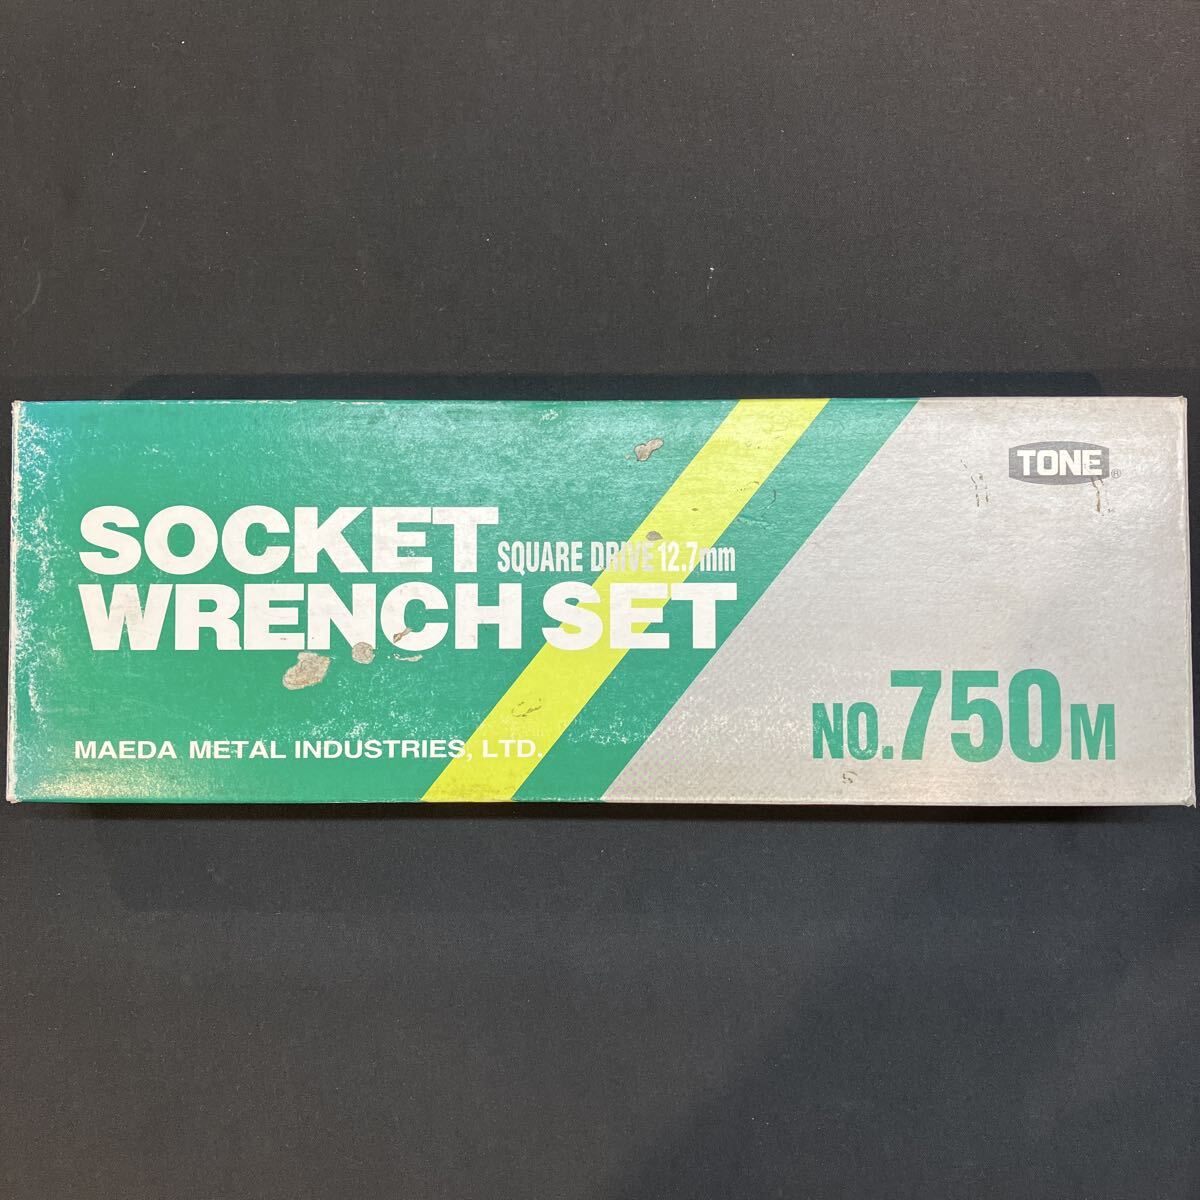 TONE ®
SOCKET
SQUARE DRIVE 12.7mm
WRENCH SET
NO.750M
MAEDA METAL INDUSTRIES, LTD.